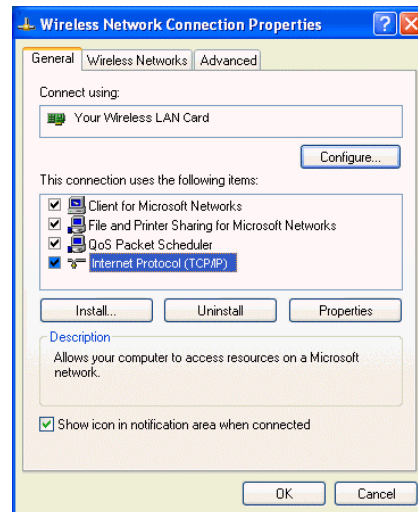 Wireless Network Connection Properties
General Wireless Networks Advanced
Connect using:
Your Wireless LAN Card
Configure...
This connection uses the following items:
Client for Microsoft Networks
File and Printer Sharing for Microsoft Networks
QoS Packet Scheduler
Internet Protocol (TCP/IP)
Install... Uninstall Properties
Description
Allows your computer to access resources on a Microsoft
network.
Show icon in notification area when connected
OK Cancel